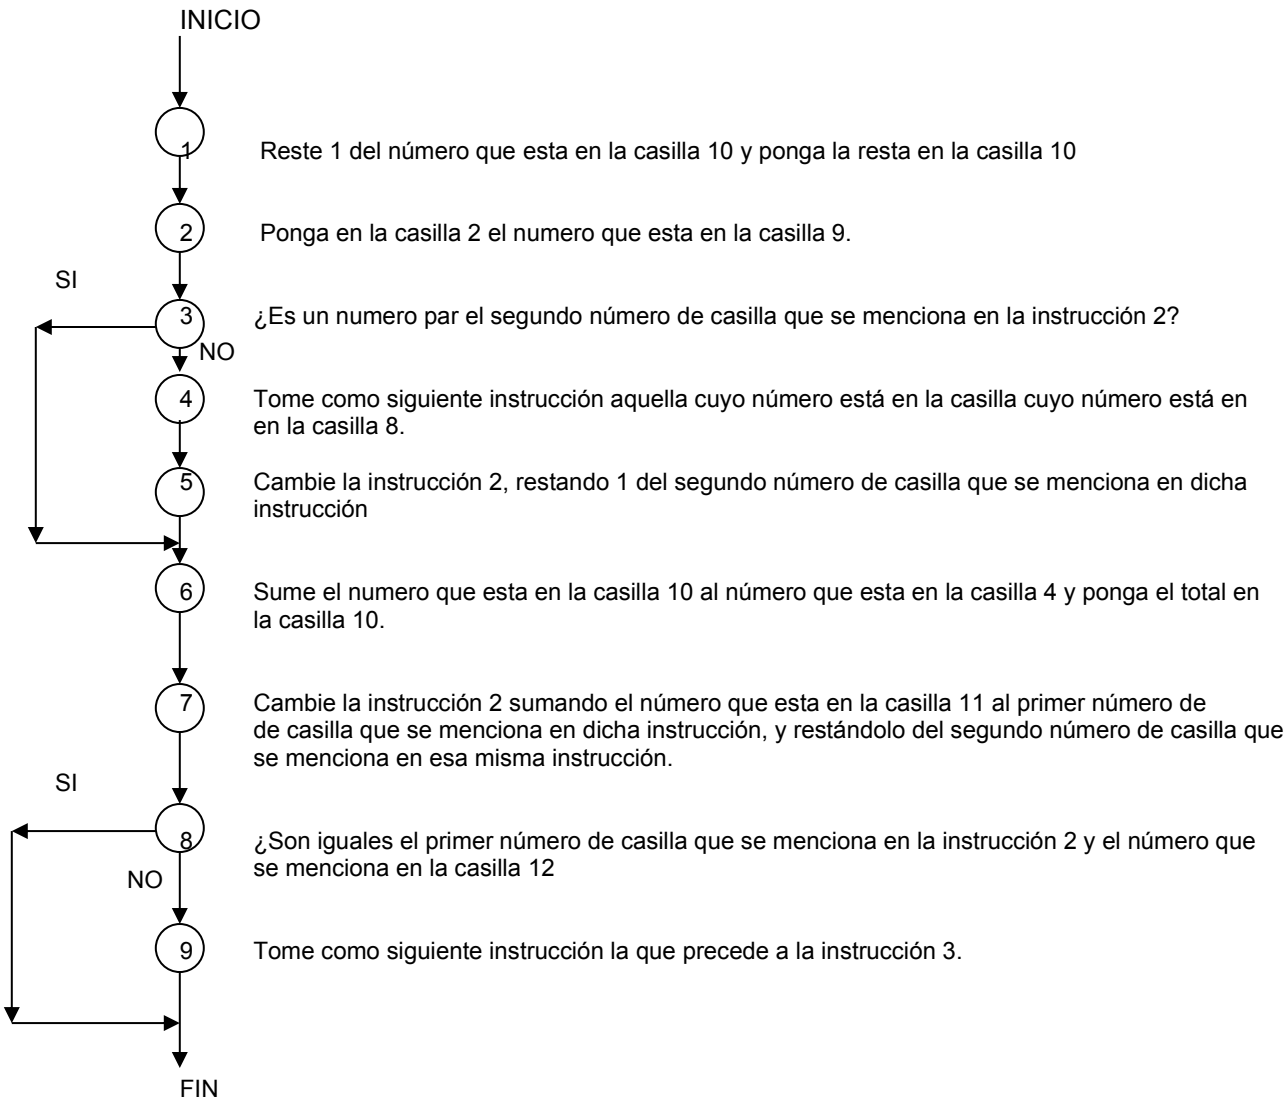 INICIO
1
Reste 1 del número que esta en la casilla 10 y ponga la resta en la casilla 10
2
Ponga en la casilla 2 el numero que esta en la casilla 9.
SI
3
¿Es un numero par el segundo número de casilla que se menciona en la instrucción 2?
NO
4
Tome como siguiente instrucción aquella cuyo número está en la casilla cuyo número está en
en la casilla 8.
5
Cambie la instrucción 2, restando 1 del segundo número de casilla que se menciona en dicha
instrucción
6
Sume el numero que esta en la casilla 10 al número que esta en la casilla 4 y ponga el total en
la casilla 10.
7
Cambie la instrucción 2 sumando el número que esta en la casilla 11 al primer número de
de casilla que se menciona en dicha instrucción, y restándolo del segundo número de casilla que
se menciona en esa misma instrucción.
SI
8
¿Son iguales el primer número de casilla que se menciona en la instrucción 2 y el número que
se menciona en la casilla 12
NO
9
Tome como siguiente instrucción la que precede a la instrucción 3.
FIN